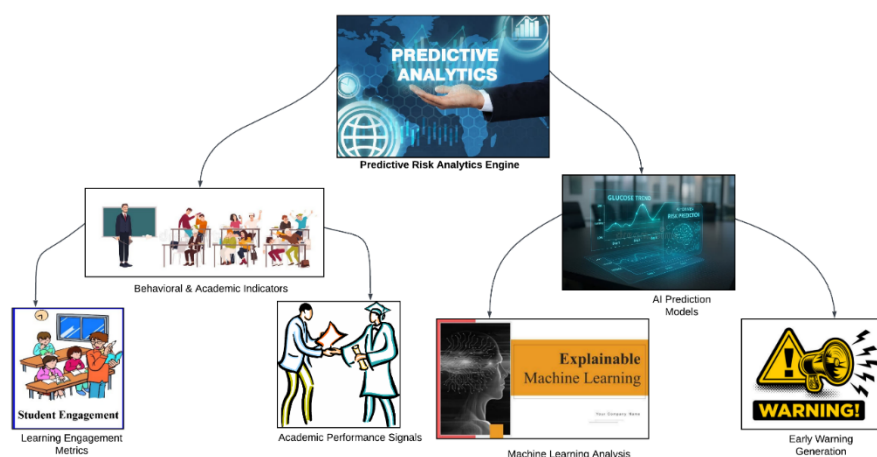 PREDICTIVE
ANALYTICS
Predictive Risk Analytics Engine
GLUCOSE TREND
RISK PREDICTION
Behavioral & Academic Indicators
AI Prediction
Models
Student Engagement
Learning Engagement
Metrics
Academic Performance Signals
Explainable
Machine Learning
Your Company Name
Machine Learning Analysis
WARNING!
Early Warning
Generation